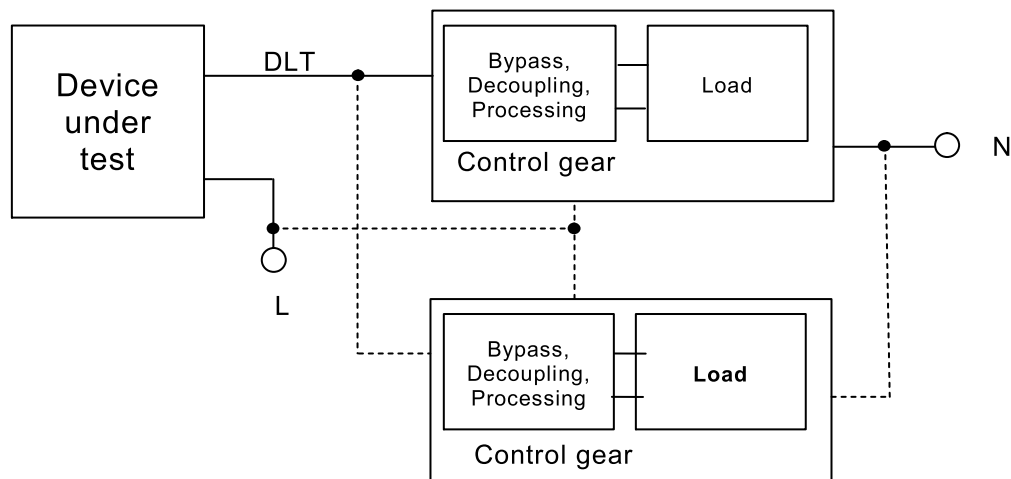 Device
under
test
DLT
Bypass,
Decoupling,
Processing
Load
Control gear
N
L
Bypass,
Decoupling,
Processing
Load
Control gear